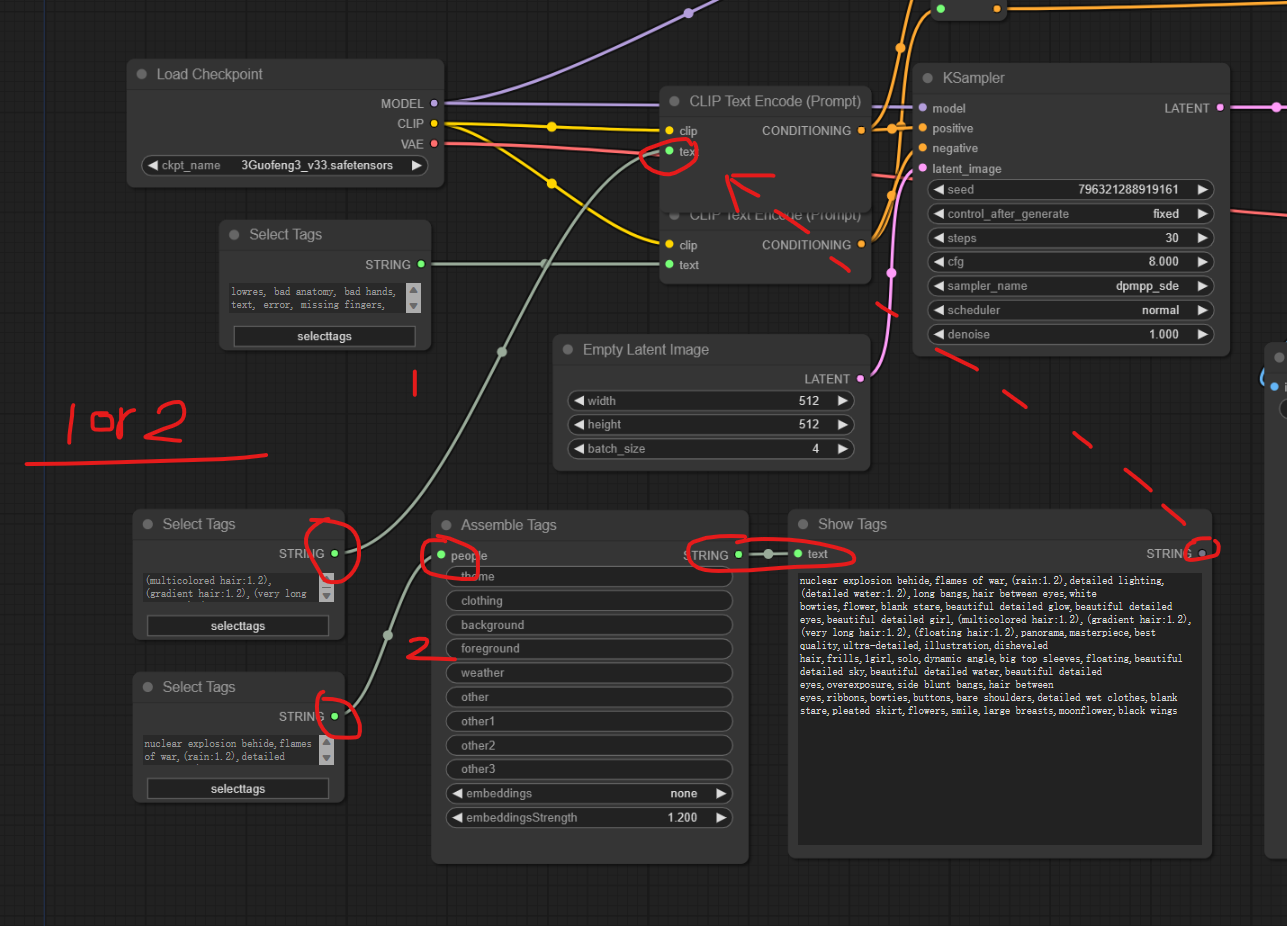 Load Checkpoint
MODEL
CLIP
VAE
ckpt_name 3Guofeng3_v33.safetensors
CLIP Text Encode (Prompt)
clip CONDITIONING
tex
CLIP Text Encode (Prompt)
clip CONDITIONING
text
KSampler
model LATENT
positive
negative
latent_image
seed 796321288919161
control_after_generate fixed
steps 30
cfg 8.000
sampler_name dpmpp_sde
scheduler normal
denoise 1.000
Select Tags
STRING
lowres, bad anatomy, bad hands,
text, error, missing fingers,
selecttags
Empty Latent Image
LATENT
width 512
height 512
batch_size 4
1
1 or 2
Select Tags
STRING
(multicolored hair:1.2),
(gradient hair:1.2), (very long
selecttags
Select Tags
STRING
nuclear explosion behide, flames
of war, (rain:1.2), detailed
selecttags
Assemble Tags
people STRING
theme
clothing
background
2
foreground
weather
other
other1
other2
other3
embeddings none
embeddingsStrength 1.200
Show Tags
text STRING
nuclear explosion behide, flames of war, (rain:1.2), detailed lighting,
(detailed water:1.2), long bangs, hair between eyes, white
bowties, flower, blank stare, beautiful detailed glow, beautiful detailed
eyes, beautiful detailed girl, (multicolored hair:1.2), (gradient hair:1.2),
(very long hair:1.2), (floating hair:1.2), panorama, masterpiece, best
quality, ultra-detailed, illustration, disheveled
hair, frills, 1girl, solo, dynamic angle, big top sleeves, floating, beautiful
detailed sky, beautiful detailed water, beautiful detailed
eyes, overexposure, side blunt bangs, hair between
eyes, ribbons, bowties, buttons, bare shoulders, detailed wet clothes, blank
stare, pleated skirt, flowers, smile, large breasts, moonflower, black wings